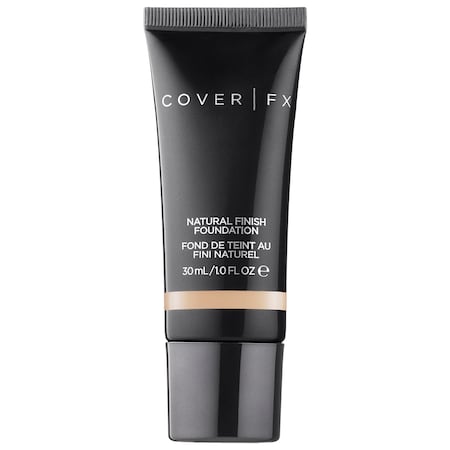 COVER | FX
NATURAL FINISH
FOUNDATION
FOND DE TEINT AU
FINI NATUREL
30 mL/1.0 FL OZ ℮